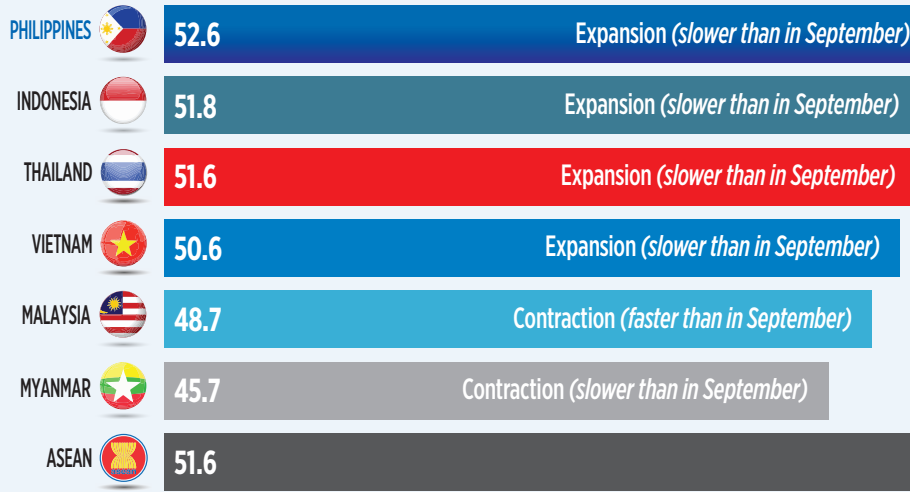 PHILIPPINES 52.6 Expansion (slower than in September)
INDONESIA 51.8 Expansion (slower than in September)
THAILAND 51.6 Expansion (slower than in September)
VIETNAM 50.6 Expansion (slower than in September)
MALAYSIA 48.7 Contraction (faster than in September)
MYANMAR 45.7 Contraction (slower than in September)
ASEAN 51.6